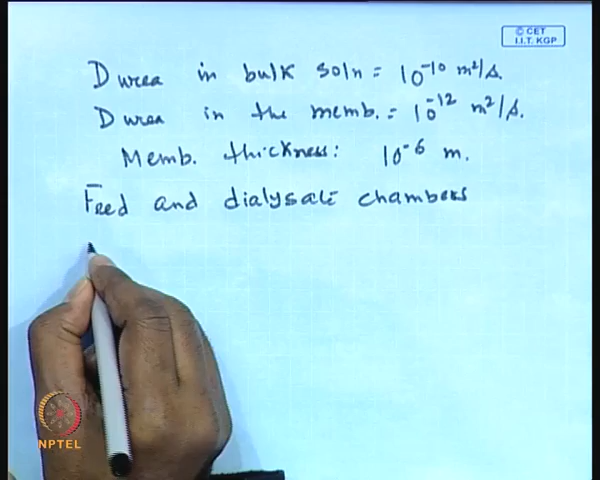 © CET
I.I.T. KGP
D urea in bulk soln = 10⁻¹⁰ m²/s.
D urea in the memb. = 10⁻¹² m²/s.
Memb. thickness: 10⁻⁶ m.
Feed and dialysate chambers
NPTEL